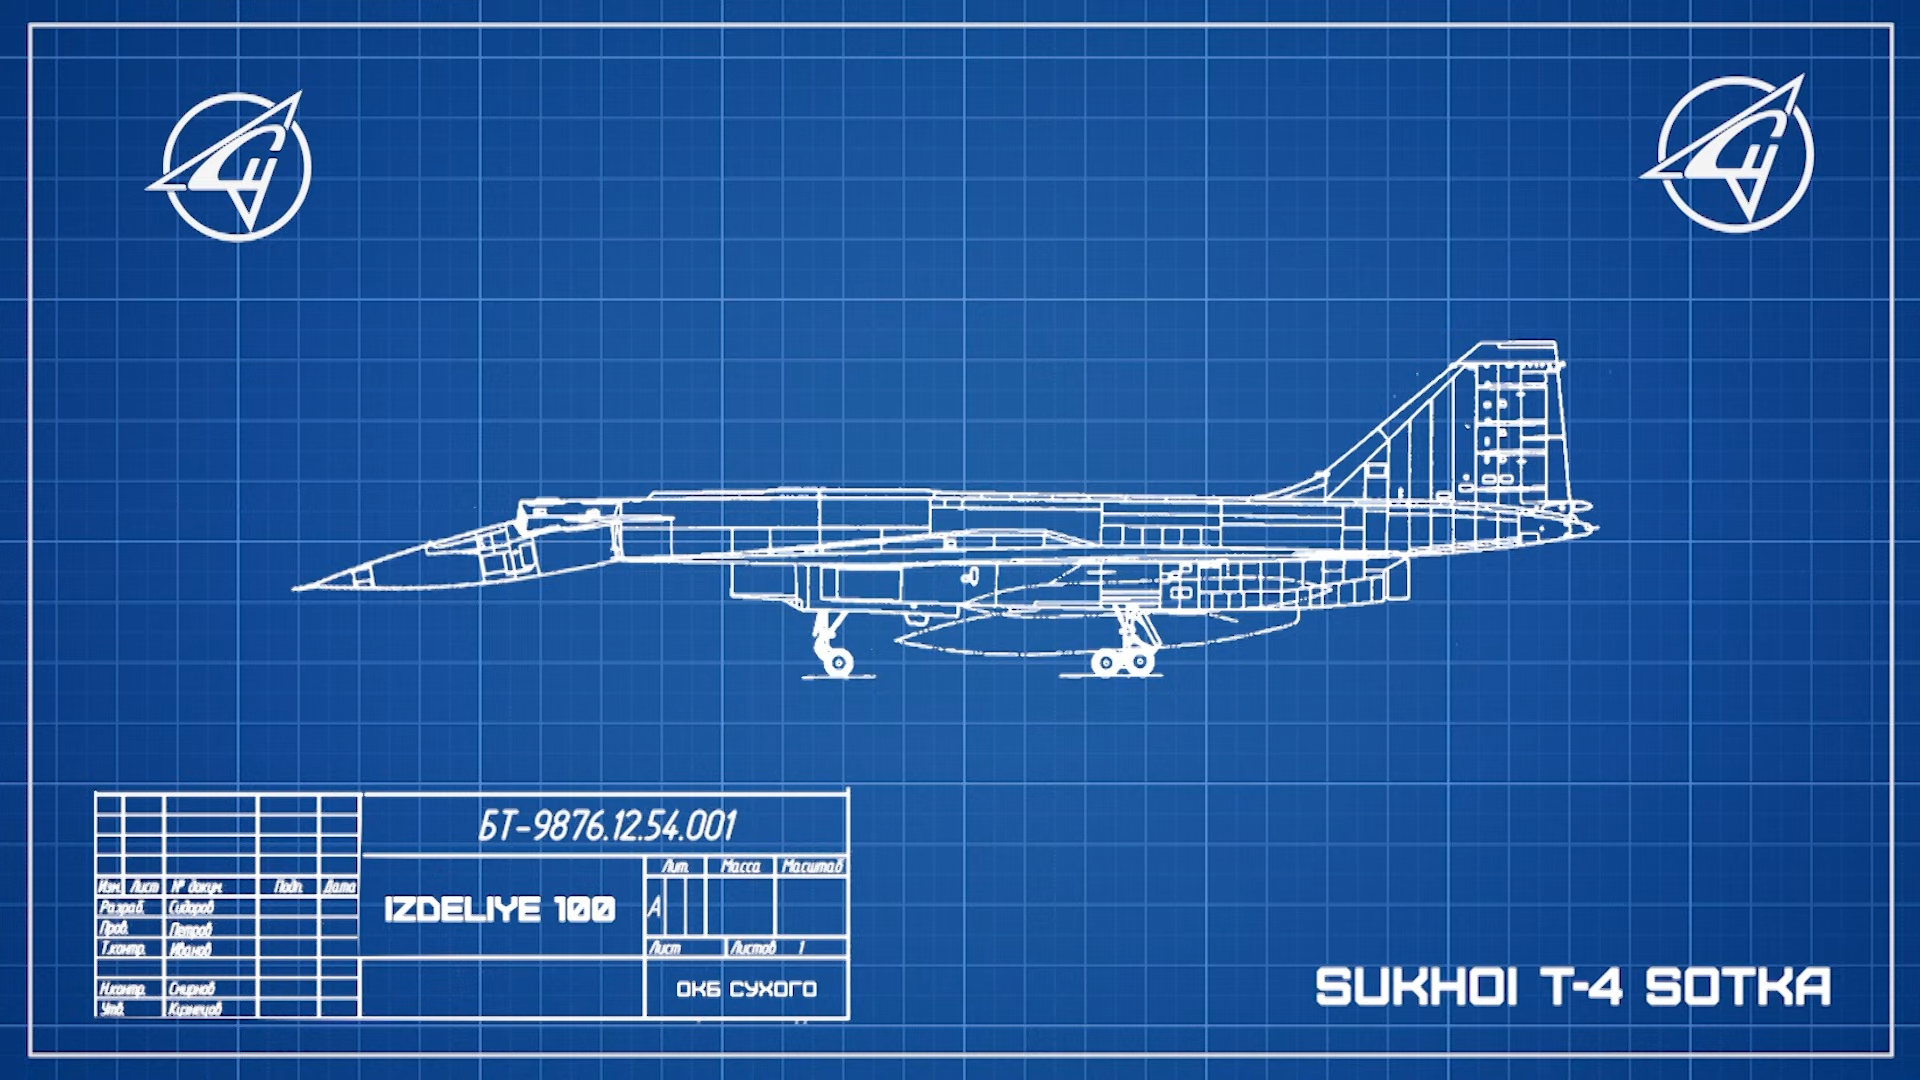 БТ-9876.12.54.001
Лит. Масса Масштаб
Изм. Лист № докум. Подп. Дата
Разраб. Сидоров
IZDELIYE 100
А
Пров. Петров
Т.контр. Иванов
Лист Листов 1
Н.контр. Смирнов
ОКБ СУХОГО
Утв. Кузнецов
SUKHOI T-4 SOTKA